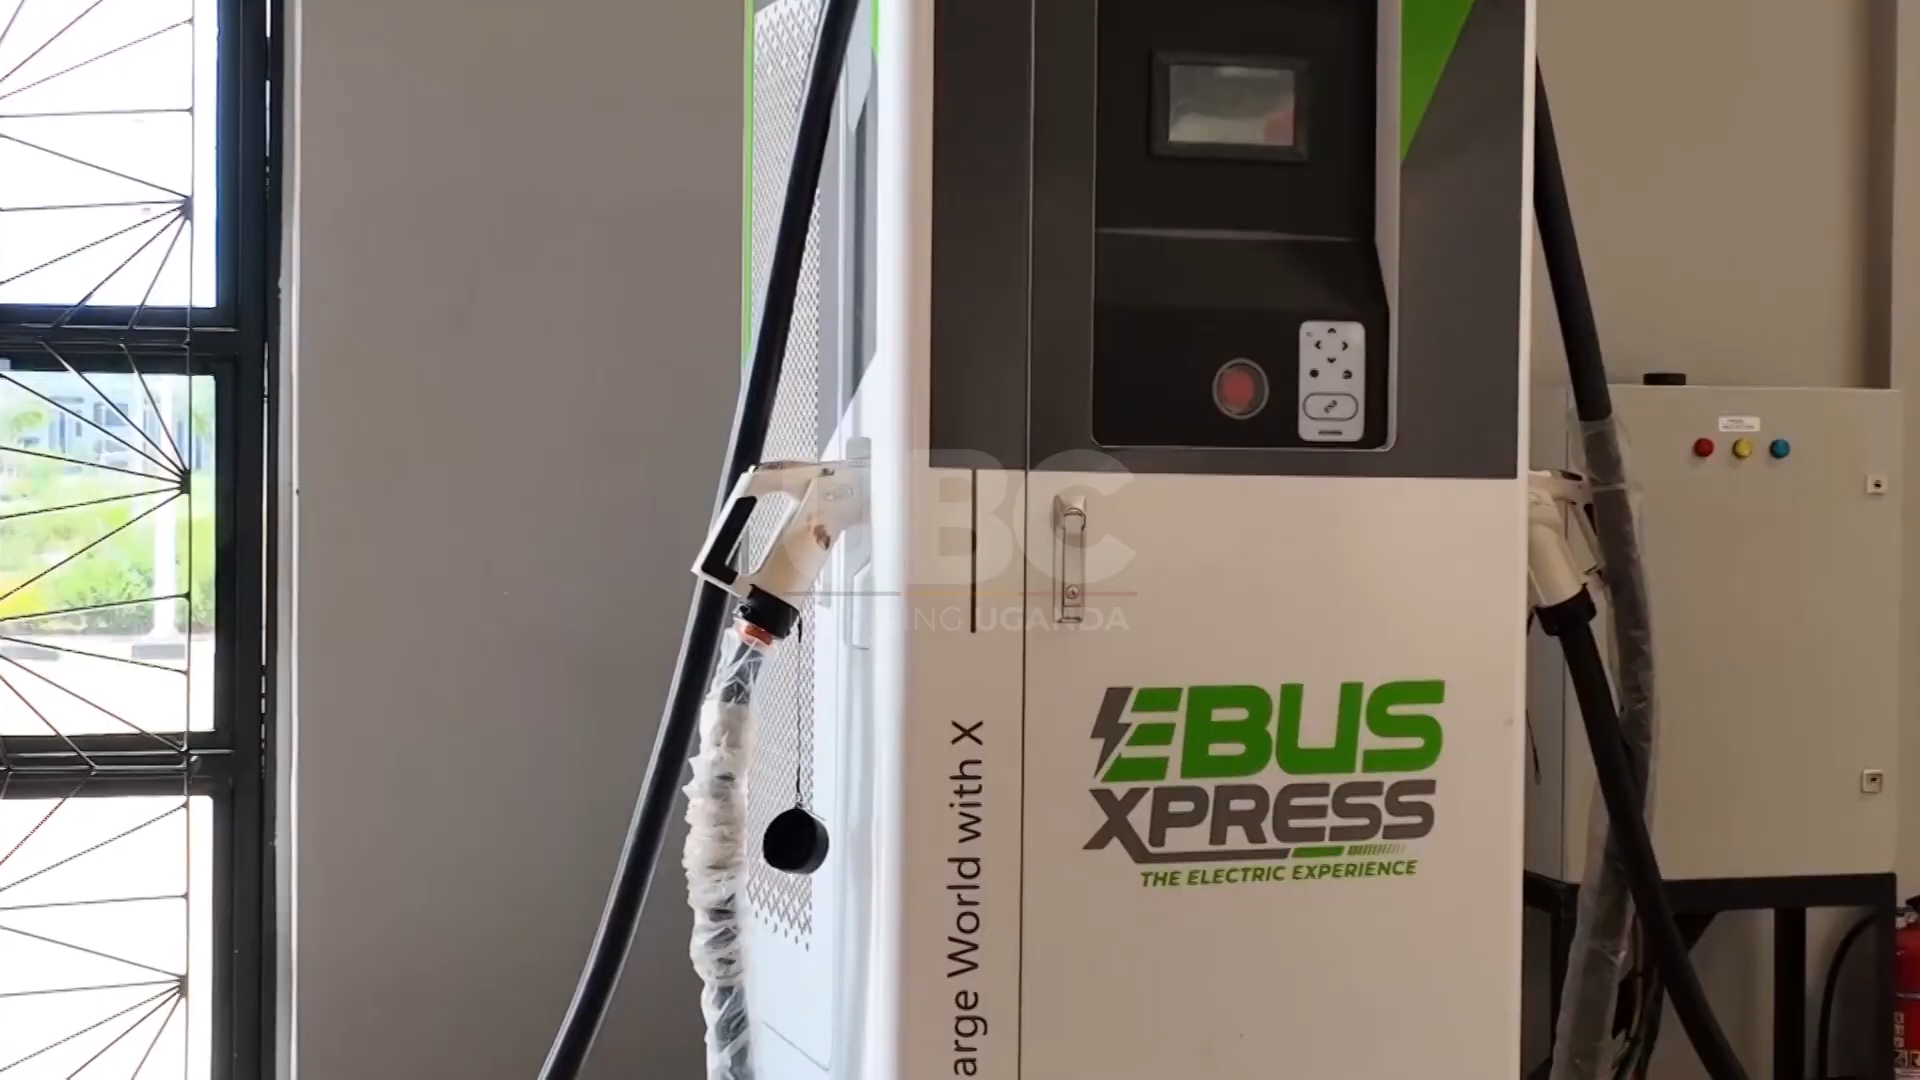 UBC
UGANDA
EBUS
XPRESS
THE ELECTRIC EXPERIENCE
arge World with X